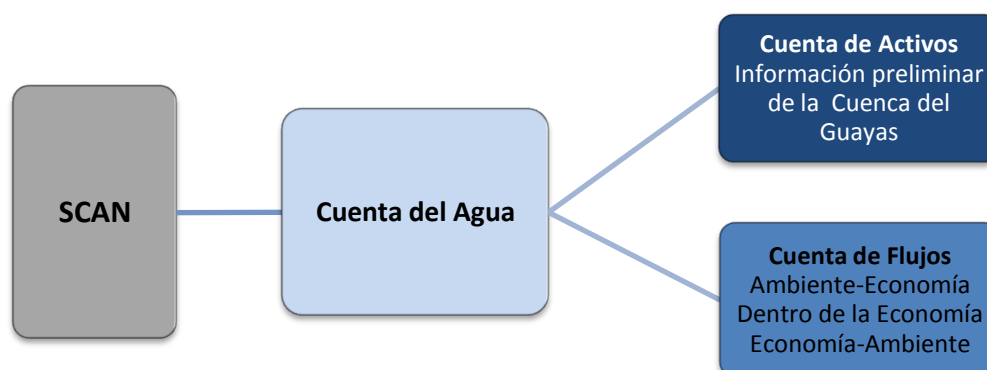 SCAN
Cuenta del Agua
Cuenta de Activos
Información preliminar
de la Cuenca del
Guayas
Cuenta de Flujos
Ambiente-Economía
Dentro de la Economía
Economía-Ambiente